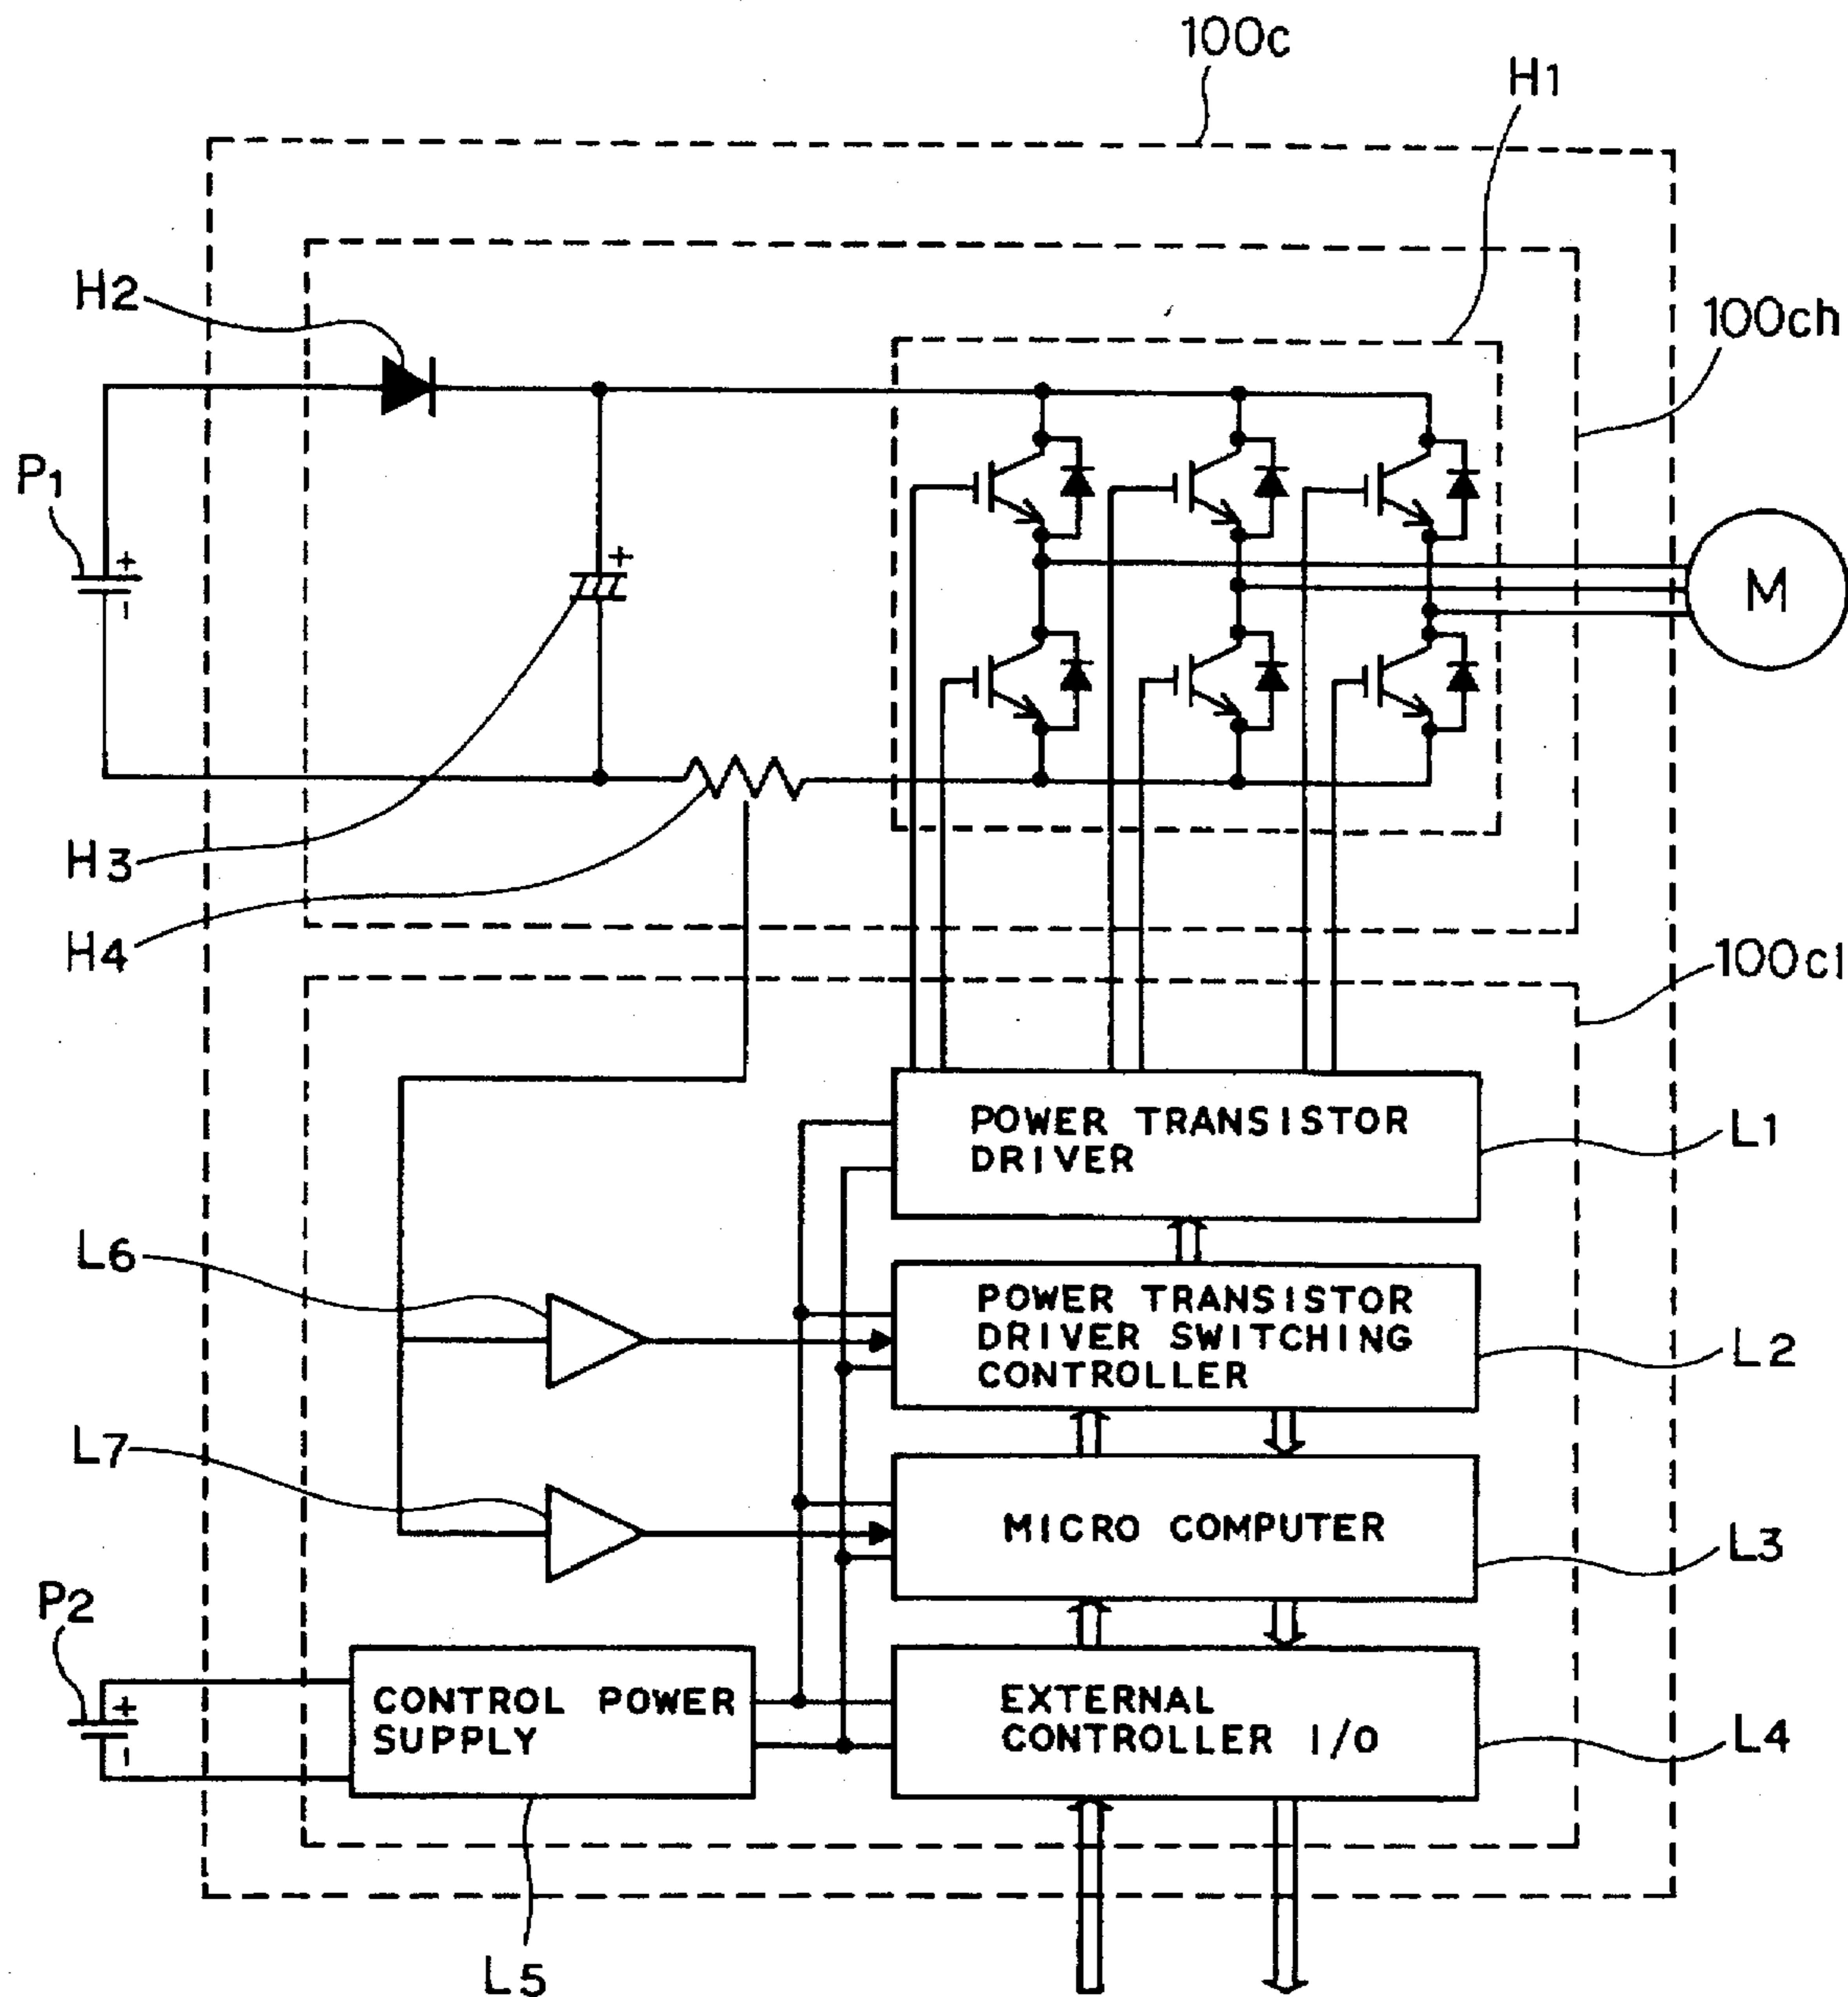 100c
H1
H2
100ch
P1
+
-
+
M
H3
H4
100cl
POWER TRANSISTOR
DRIVER
L1
L6
POWER TRANSISTOR
DRIVER SWITCHING
CONTROLLER
L2
L7
MICRO COMPUTER
L3
P2
+
-
CONTROL POWER
SUPPLY
EXTERNAL
CONTROLLER I/O
L4
L5